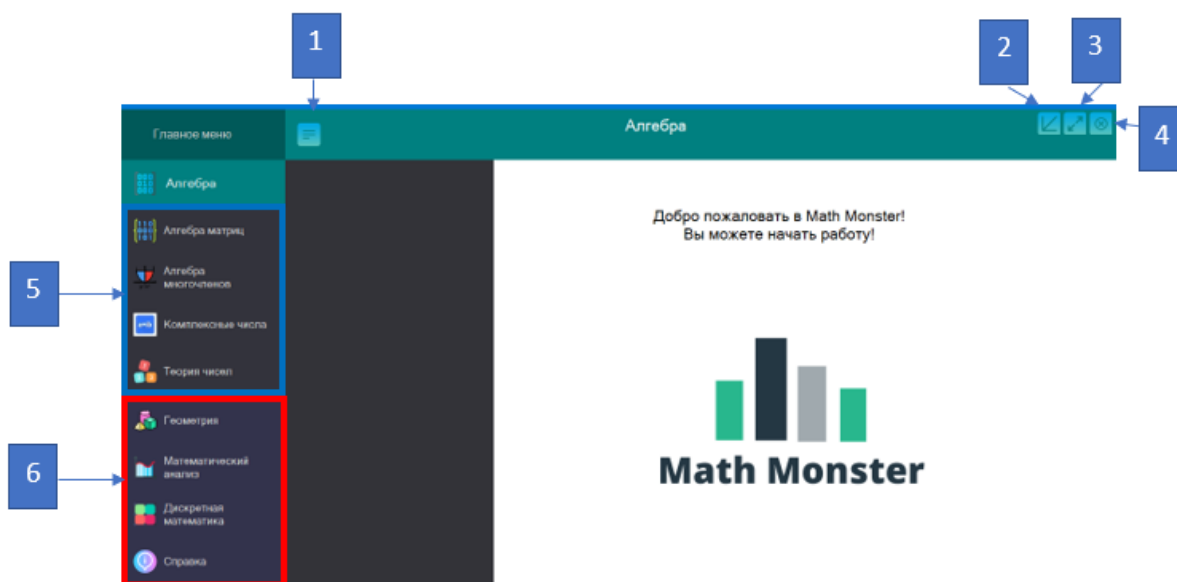 1
2
3
4
Главное меню
Алгебра
Алгебра
Алгебра матриц
Добро пожаловать в Math Monster!
Вы можете начать работу!
5
Алгебра
многочленов
Комплексные числа
Теория чисел
6
Геометрия
Математический
анализ
Дискретная
математика
Справка
Math Monster